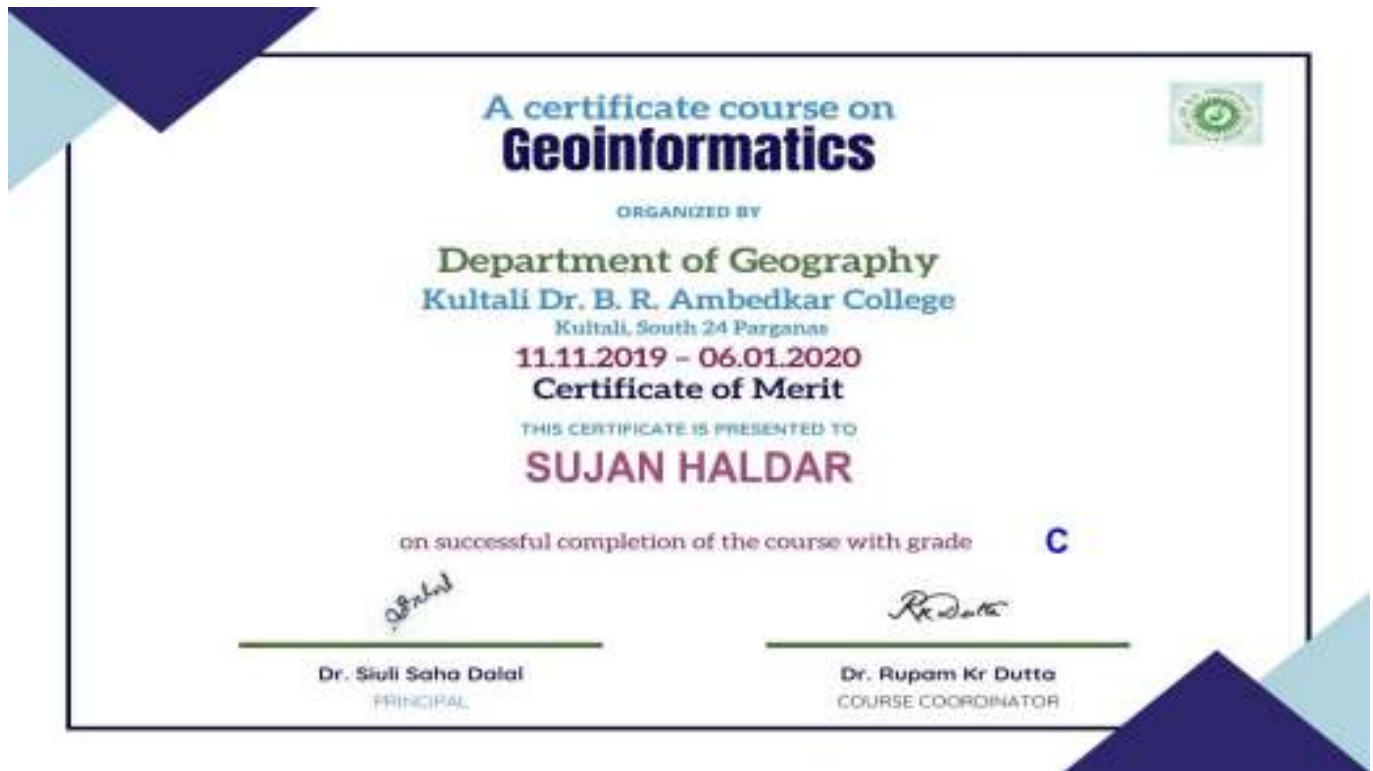 A certificate course on
Geoinformatics
ORGANIZED BY
Department of Geography
Kultali Dr. B. R. Ambedkar College
Kultali, South 24 Parganas
11.11.2019 – 06.01.2020
Certificate of Merit
THIS CERTIFICATE IS PRESENTED TO
SUJAN HALDAR
on successful completion of the course with grade C
RKDutta
Dr. Siuli Saha Dalal
Dr. Rupam Kr Dutta
PRINCIPAL
COURSE COORDINATOR